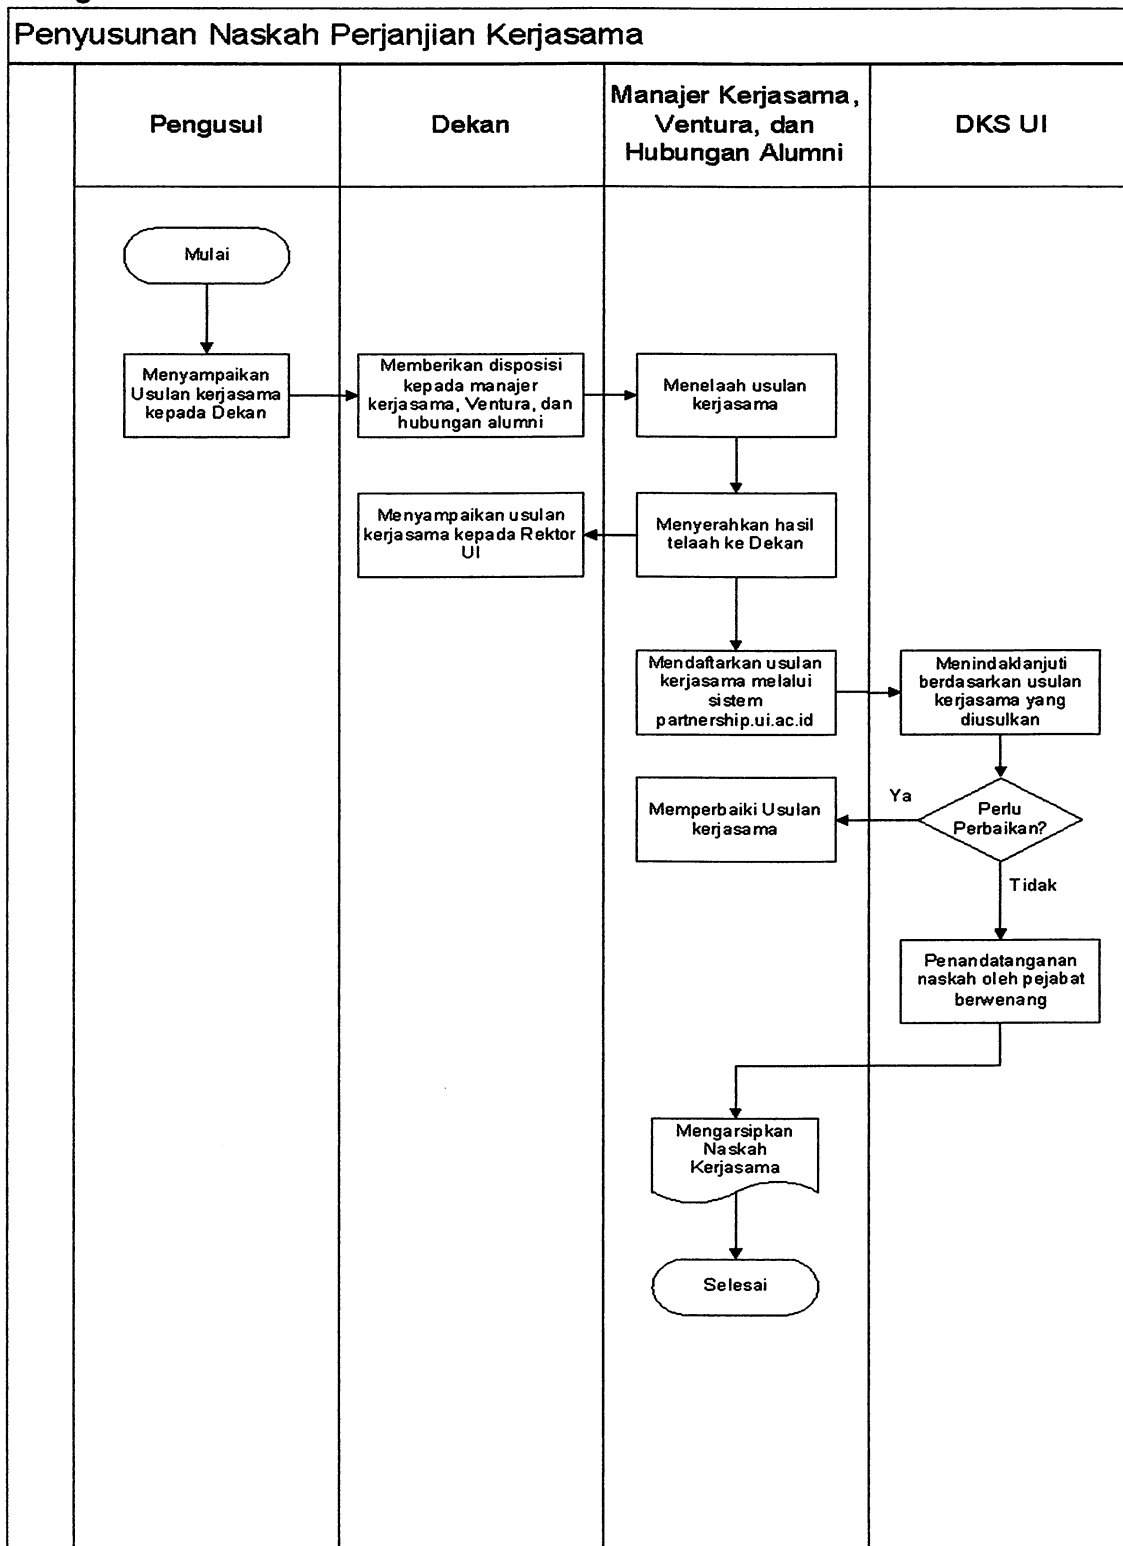 Penyusunan Naskah Perjanjian Kerjasama
Pengusul
Dekan
Manajer Kerjasama,
Ventura, dan
Hubungan Alumni
DKS UI
Mulai
Menyampaikan
Usulan kerjasama
kepada Dekan
Memberikan disposisi
kepada manajer
kerjasama, Ventura, dan
hubungan alumni
Menelaah usulan
kerjasama
Menyampaikan usulan
kerjasama kepada Rektor
UI
Menyerahkan hasil
telaah ke Dekan
Mendaftarkan usulan
kerjasama melalui
sistem
partnership.ui.ac.id
Menindaklanjuti
berdasarkan usulan
kerjasama yang
diusulkan
Memperbaiki Usulan
kerjasama
Ya
Perlu
Perbaikan?
Tidak
Penandatanganan
naskah oleh pejabat
berwenang
Mengarsipkan
Naskah
Kerjasama
Selesai